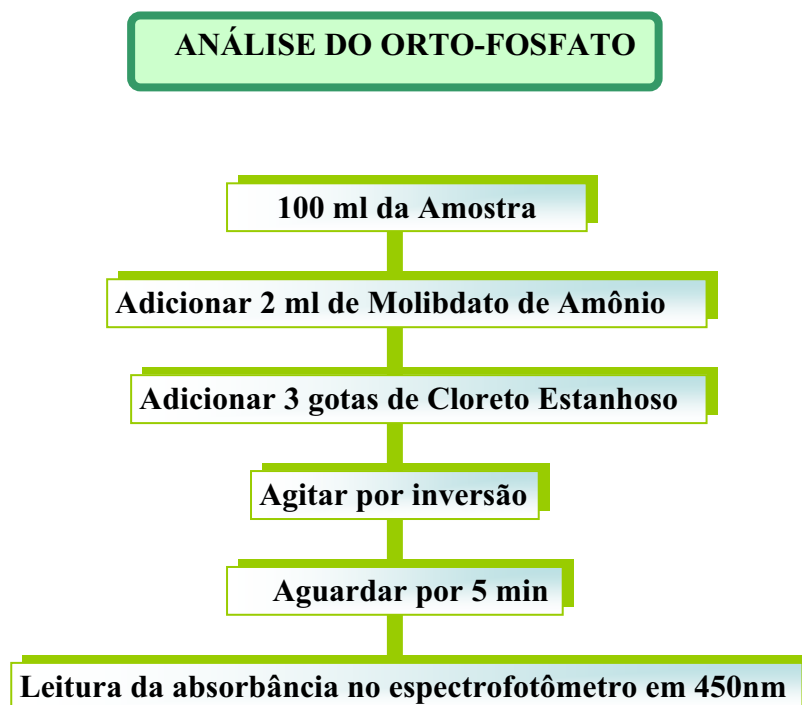 ANÁLISE DO ORTO-FOSFATO
100 ml da Amostra
Adicionar 2 ml de Molibdato de Amônio
Adicionar 3 gotas de Cloreto Estanhoso
Agitar por inversão
Aguardar por 5 min
Leitura da absorbância no espectrofotômetro em 450nm